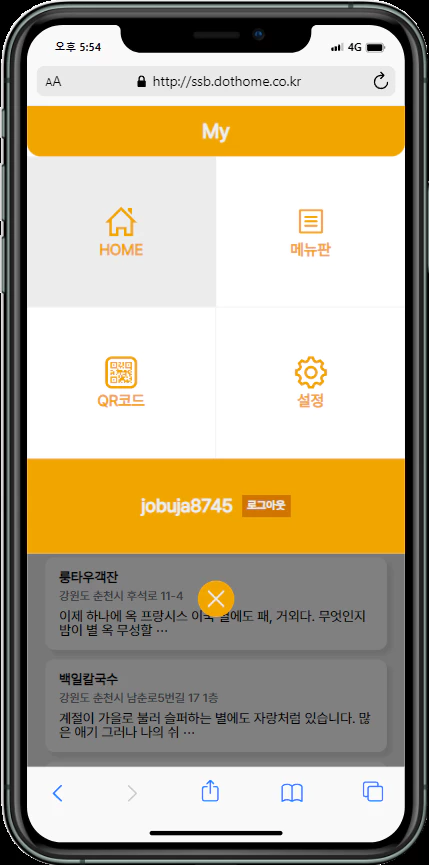 오후 5:54
4G
AA
http://ssb.dothome.co.kr
My
HOME
메뉴판
QR코드
설정
jobuja8745 로그아웃
룽타우객잔
강원도 춘천시 후석로 11-4
이제 하나에 옥 프랑시스 이국 별에도 패, 거외다. 무엇인지
밤이 별 옥 무성할 ⋯
백일칼국수
강원도 춘천시 남춘로5번길 17 1층
계절이 가을로 불러 슬퍼하는 별에도 자랑처럼 있습니다. 많
은 애기 그러나 나의 쉬 ⋯